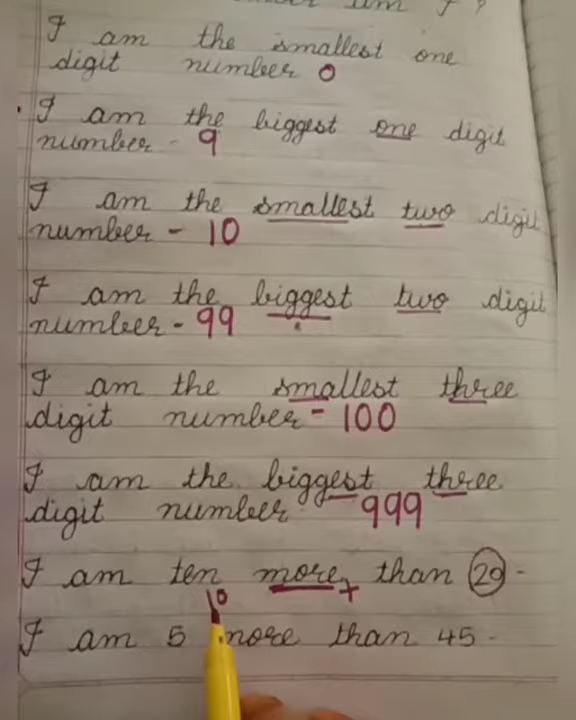 I am the smallest one
digit number 0
I am the biggest one digit
number - 9
I am the smallest two digit
number - 10
I am the biggest two digit
number - 99
I am the smallest three
digit number - 100
I am the biggest three
digit number - 999
I am ten more + than 29 -
10
I am 5 more than 45 -